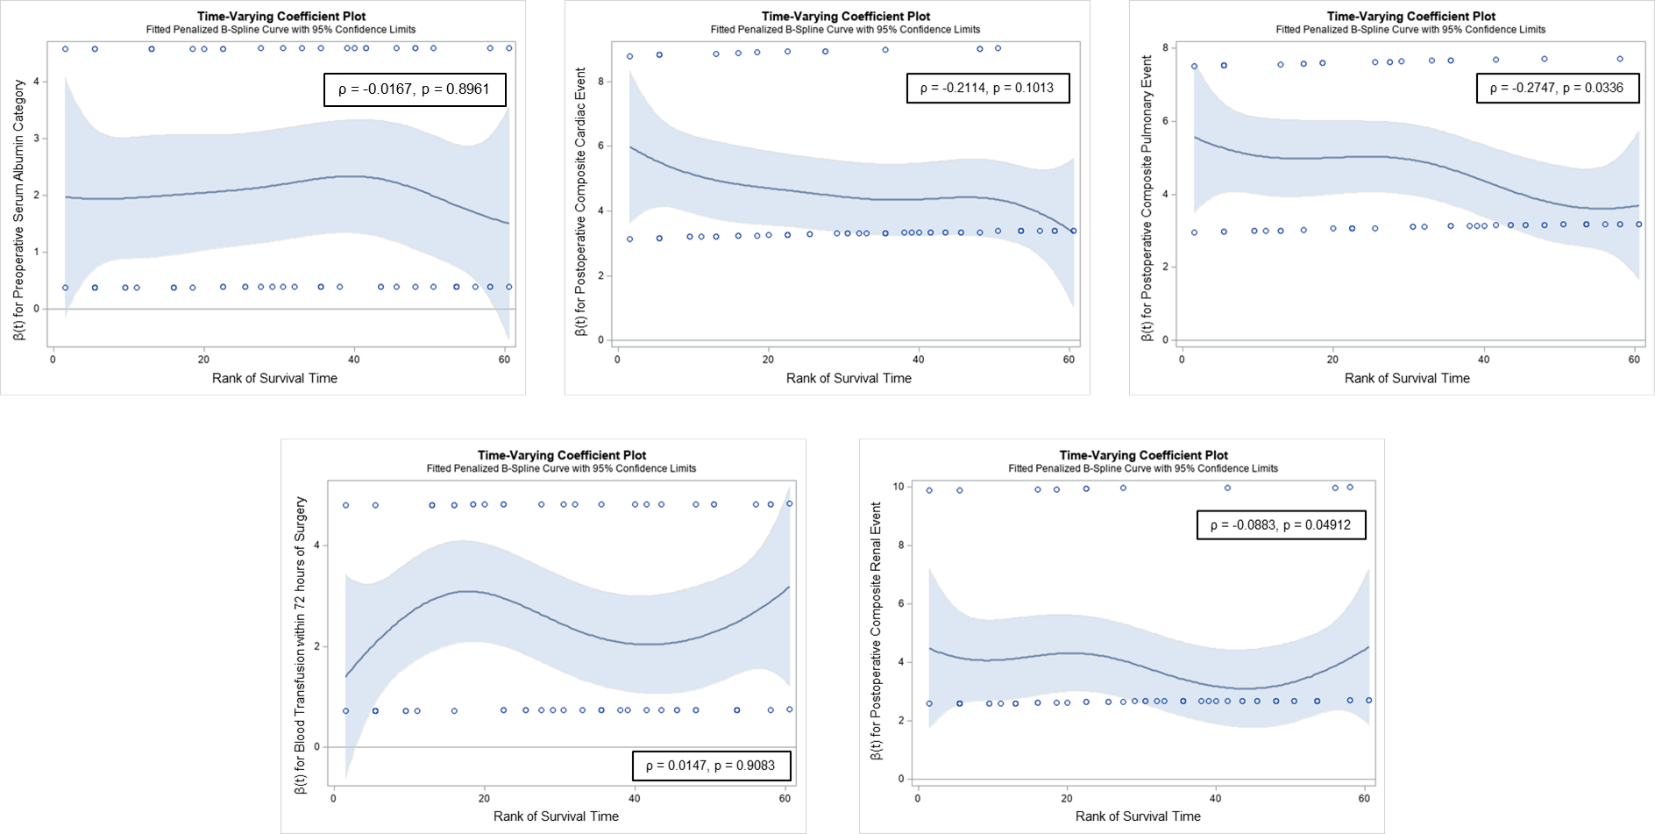 Time-Varying Coefficient Plot
Fitted Penalized B-Spline Curve with 95% Confidence Limits
β(t) for Preoperative Serum Albumin Category
4
3
2
1
0
ρ = -0.0167, p = 0.8961
0 20 40 60
Rank of Survival Time
Time-Varying Coefficient Plot
Fitted Penalized B-Spline Curve with 95% Confidence Limits
β(t) for Postoperative Composite Cardiac Event
8
6
4
2
0
ρ = -0.2114, p = 0.1013
0 20 40 60
Rank of Survival Time
Time-Varying Coefficient Plot
Fitted Penalized B-Spline Curve with 95% Confidence Limits
β(t) for Postoperative Composite Pulmonary Event
8
6
4
2
0
ρ = -0.2747, p = 0.0336
0 20 40 60
Rank of Survival Time
Time-Varying Coefficient Plot
Fitted Penalized B-Spline Curve with 95% Confidence Limits
β(t) for Blood Transfusion within 72 hours of Surgery
4
2
0
ρ = 0.0147, p = 0.9083
0 20 40 60
Rank of Survival Time
Time-Varying Coefficient Plot
Fitted Penalized B-Spline Curve with 95% Confidence Limits
β(t) for Postoperative Composite Renal Event
10
8
6
4
2
0
ρ = -0.0883, p = 0.04912
0 20 40 60
Rank of Survival Time